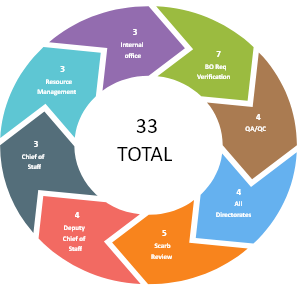 3
Internal
office
7
BO Req
Verification
4
QA/QC
4
All
Directorates
5
Scarb
Review
4
Deputy
Chief of
Staff
3
Chief of
Staff
3
Resource
Management
33
TOTAL